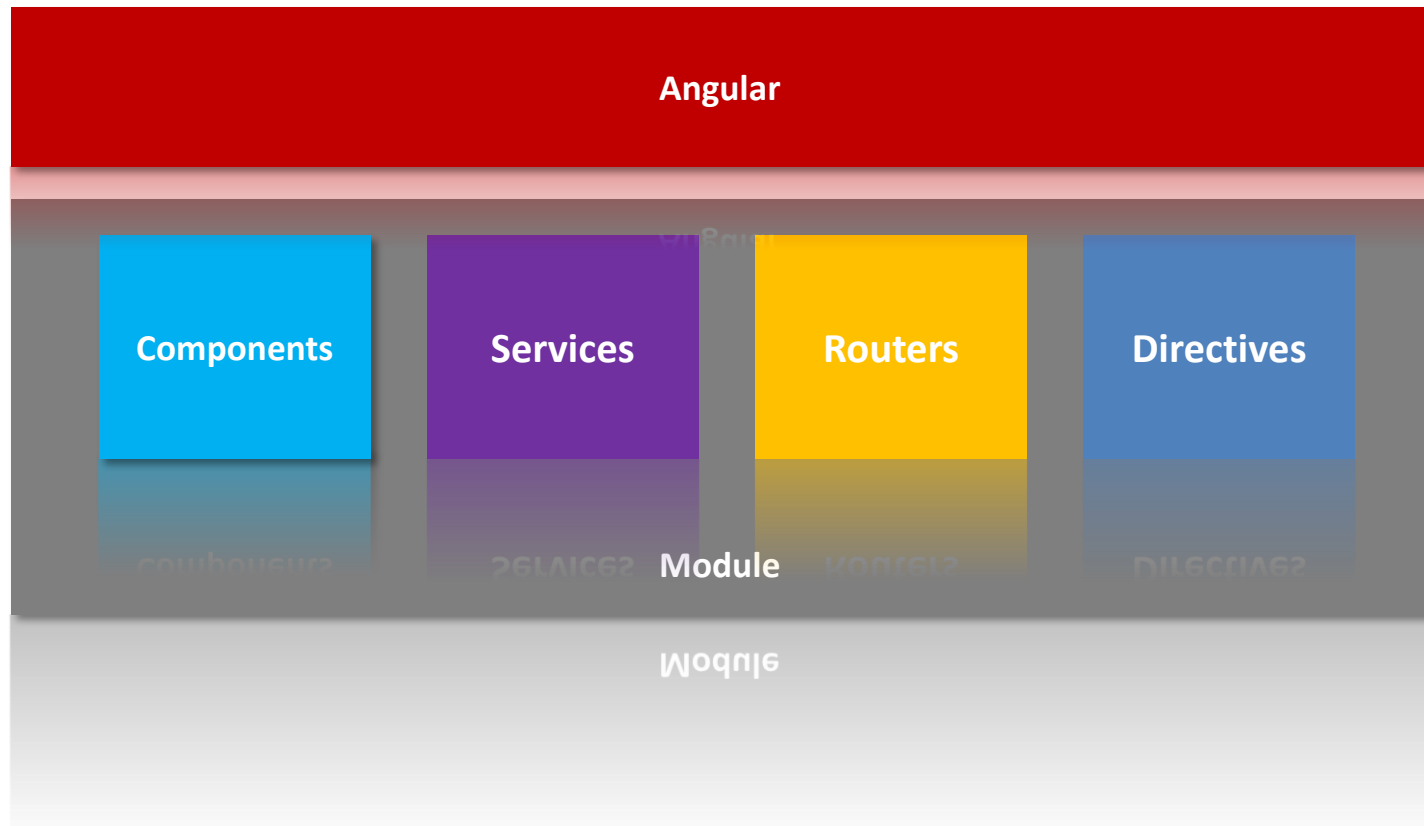 Angular
Components
Services
Routers
Directives
Module